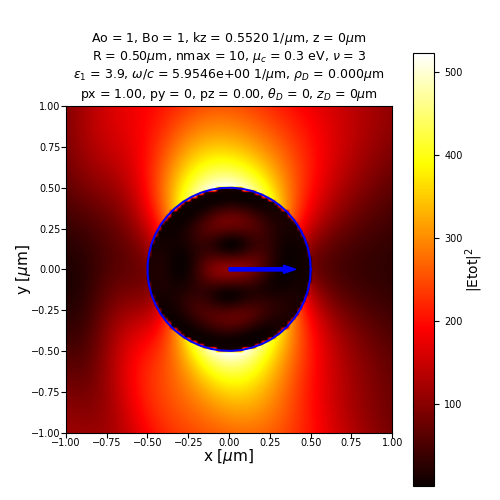 Ao = 1, Bo = 1, kz = 0.5520 1/μm, z = 0μm
R = 0.50μm, nmax = 10, μ_c = 0.3 eV, ν = 3
ε₁ = 3.9, ω/c = 5.9546e+00 1/μm, ρ_D = 0.000μm
px = 1.00, py = 0, pz = 0.00, θ_D = 0, z_D = 0μm
1.00
0.75
0.50
0.25
0.00
−0.25
−0.50
−0.75
−1.00
y [μm]
−1.00 −0.75 −0.50 −0.25 0.00 0.25 0.50 0.75 1.00
x [μm]
500
400
300
200
100
|Etot|²